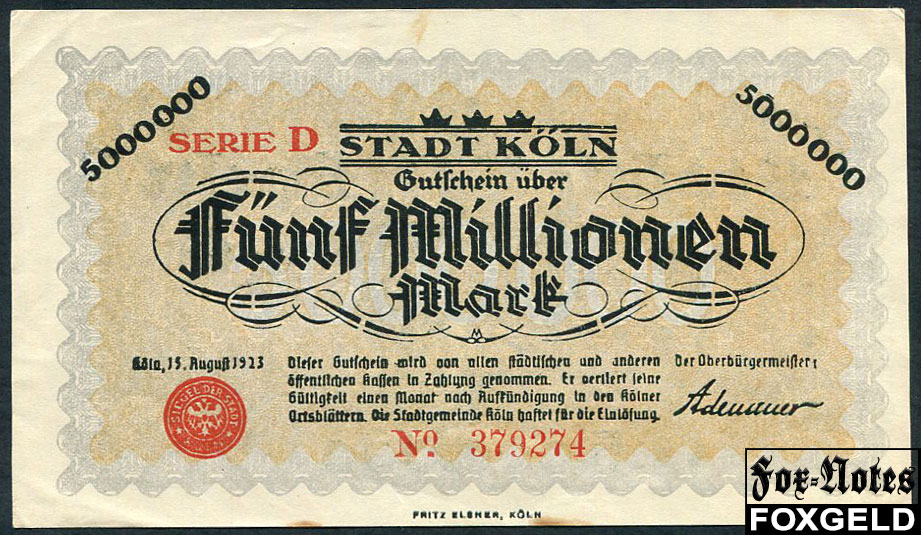 5000000
5000000
SERIE D
STADT KÖLN
Gutschein über
Fünf Millionen
Mark
Köln, 15. August 1923
Dieser Gutschein wird von allen städtischen und anderen
öffentlichen Kassen in Zahlung genommen. Er verliert seine
Gültigkeit einen Monat nach Aufkündigung in den Kölner
Ortsblättern. Die Stadtgemeinde Köln haftet für die Einlösung.
Der Oberbürgermeister:
Adenauer
SIEGEL DER STADT
No. 379274
FRITZ ELSNER, KÖLN
Fox-Notes
FOXGELD